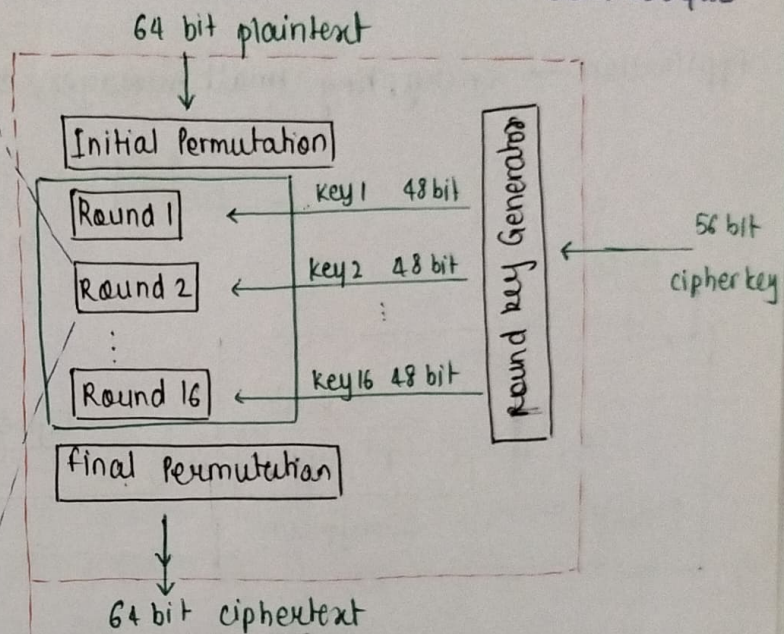 64 bit plaintext
Initial Permutation
Round 1
key1 48 bit
Round 2
key2 48 bit
⋮
⋮
Round 16
key16 48 bit
Round key Generator
56 bit
cipher key
final Permutation
64 bit ciphertext